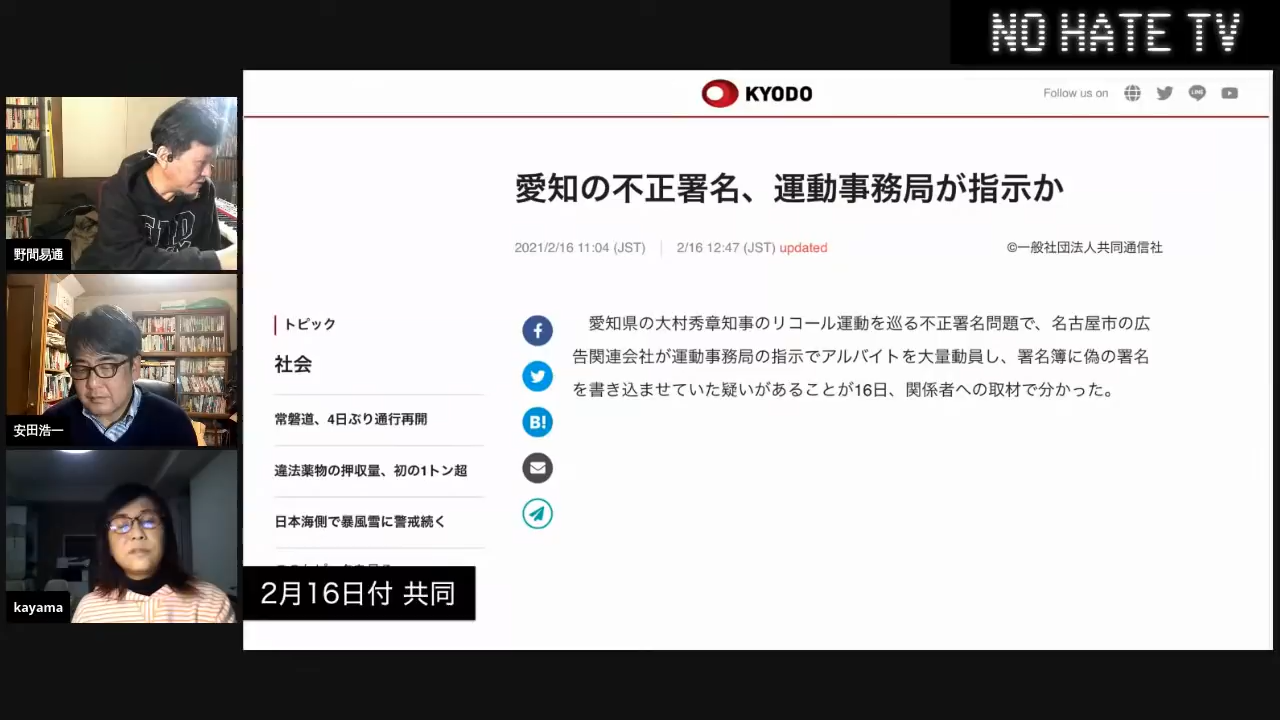 NO HATE TV
KYODO
Follow us on
LINE
愛知の不正署名、運動事務局が指示か
2021/2/16 11:04 (JST)
2/16 12:47 (JST) updated
©一般社団法人共同通信社
野間易通
安田浩一
kayama
トピック
社会
常磐道、4日ぶり通行再開
違法薬物の押収量、初の1トン超
日本海側で暴風雪に警戒続く
B!
愛知県の大村秀章知事のリコール運動を巡る不正署名問題で、名古屋市の広
告関連会社が運動事務局の指示でアルバイトを大量動員し、署名簿に偽の署名
を書き込ませていた疑いがあることが16日、関係者への取材で分かった。
2月16日付 共同